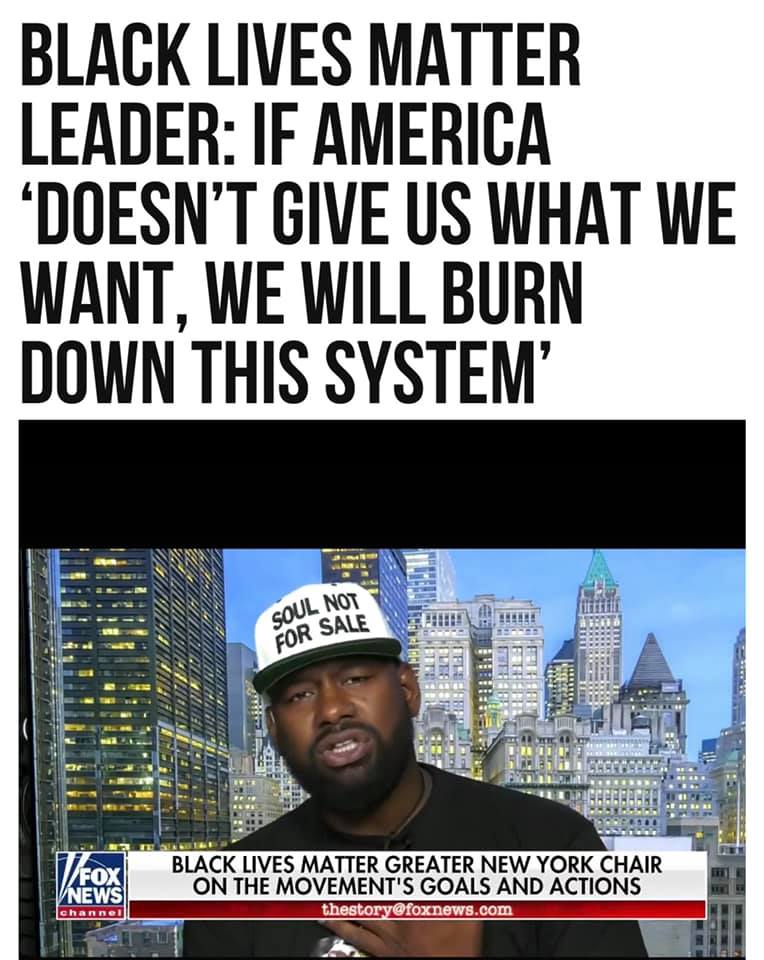 BLACK LIVES MATTER
LEADER: IF AMERICA
‘DOESN’T GIVE US WHAT WE
WANT, WE WILL BURN
DOWN THIS SYSTEM’
SOUL NOT
FOR SALE
FOX
NEWS
channel
BLACK LIVES MATTER GREATER NEW YORK CHAIR
ON THE MOVEMENT'S GOALS AND ACTIONS
thestory@foxnews.com